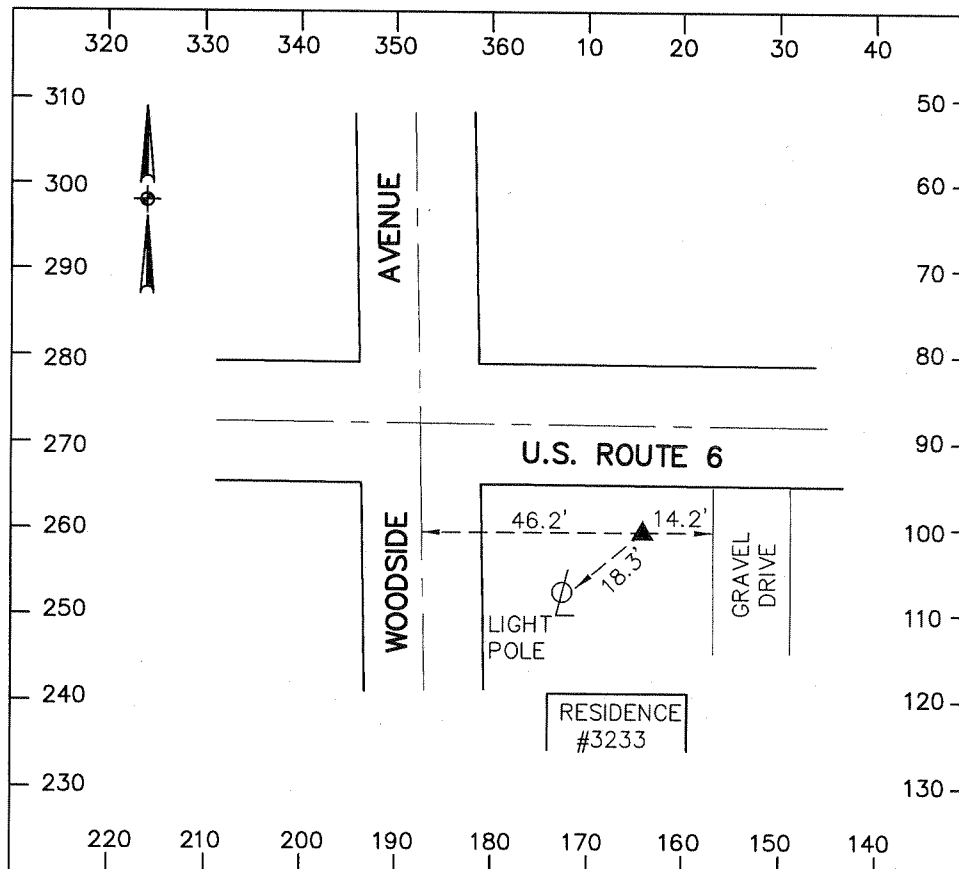 320 330 340 350 360 10 20 30 40
310 50
300 60
290 70
280 80
270 90
260 100
250 110
240 120
230 130
AVENUE
U.S. ROUTE 6
46.2' 14.2'
18.3'
WOODSIDE
LIGHT
POLE
GRAVEL
DRIVE
RESIDENCE
#3233
220 210 200 190 180 170 160 150 140